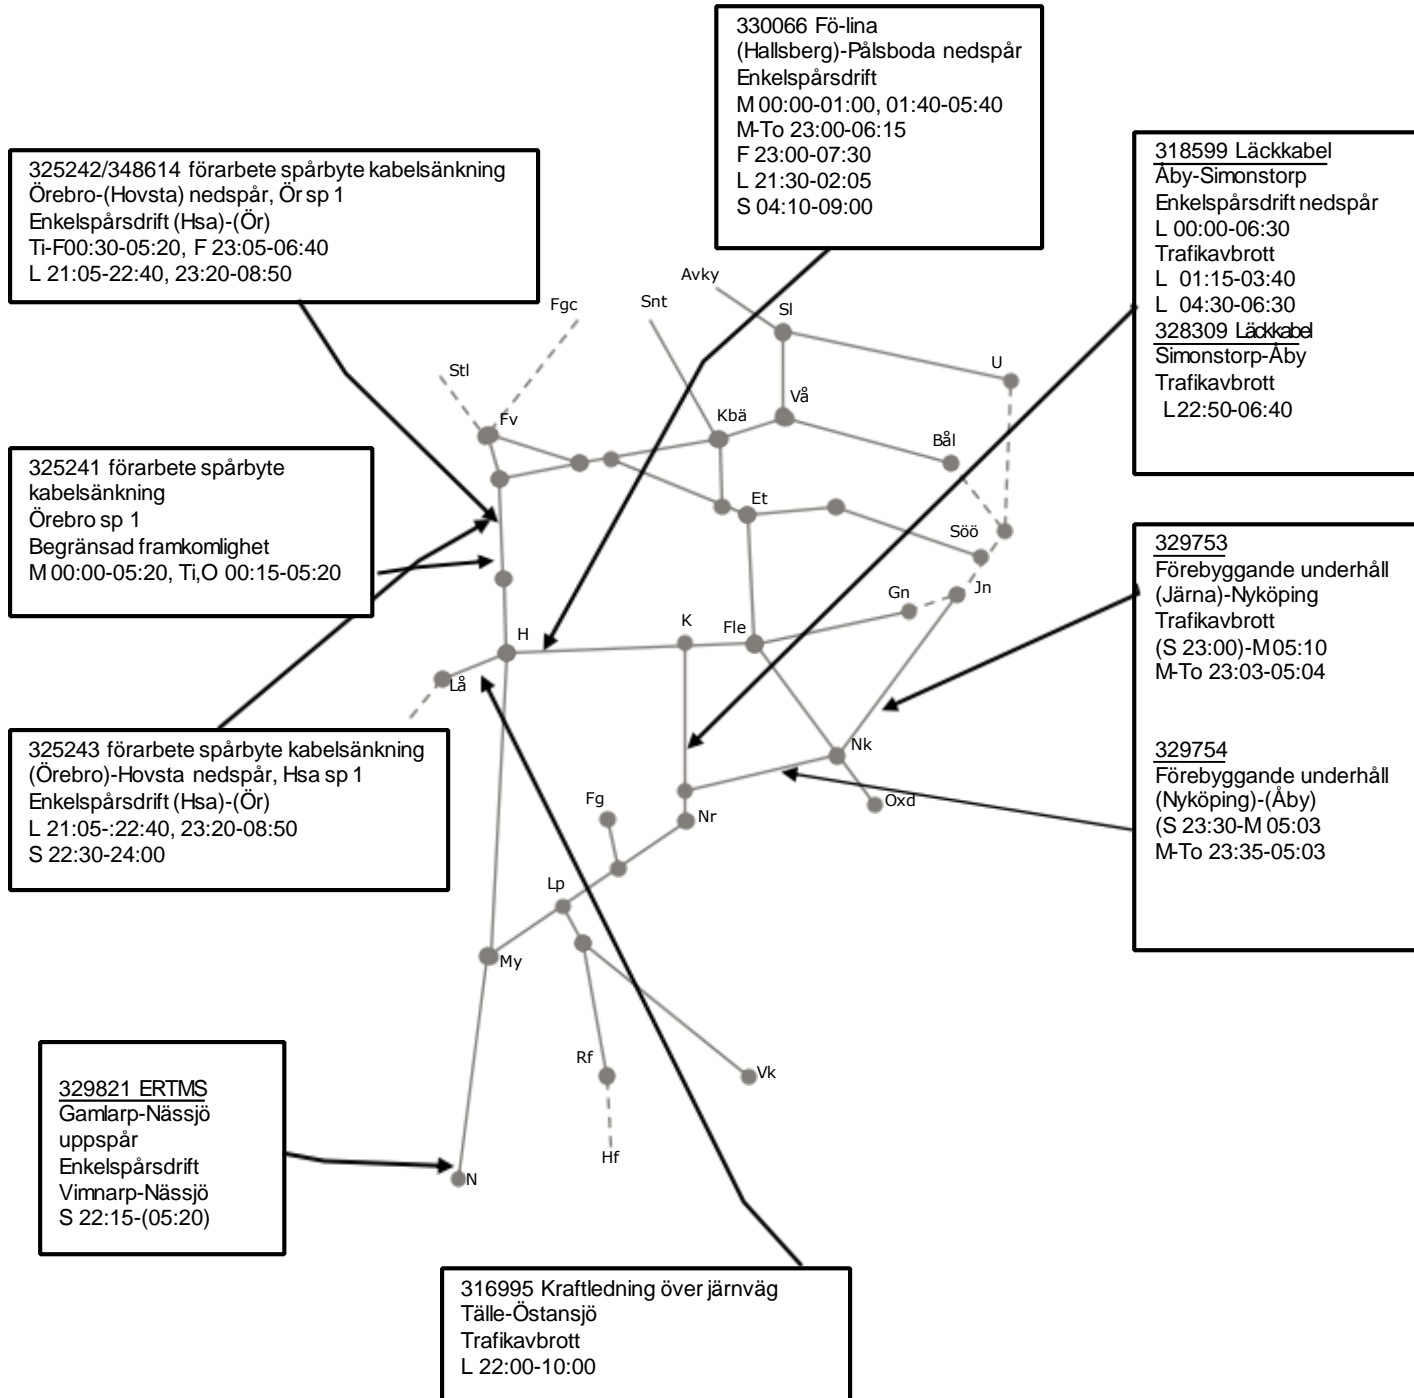 330066 Fö-lina
(Hallsberg)-Pålsboda nedspår
Enkelspårsdrift
M 00:00-01:00, 01:40-05:40
M-To 23:00-06:15
F 23:00-07:30
L 21:30-02:05
S 04:10-09:00
325242/348614 förarbete spårbyte kabelsänkning
Örebro-(Hovsta) nedspår, Ör sp 1
Enkelspårsdrift (Hsa)-(Ör)
Ti-F00:30-05:20, F 23:05-06:40
L 21:05-22:40, 23:20-08:50
318599 Läckkabel
Åby-Simonstorp
Enkelspårsdrift nedspår
L 00:00-06:30
Trafikavbrott
L 01:15-03:40
L 04:30-06:30
328309 Läckkabel
Simonstorp-Åby
Trafikavbrott
L22:50-06:40
325241 förarbete spårbyte
kabelsänkning
Örebro sp 1
Begränsad framkomlighet
M 00:00-05:20, Ti,O 00:15-05:20
329753
Förebyggande underhåll
(Järna)-Nyköping
Trafikavbrott
(S 23:00)-M 05:10
M-To 23:03-05:04
329754
Förebyggande underhåll
(Nyköping)-(Åby)
(S 23:30-M 05:03
M-To 23:35-05:03
325243 förarbete spårbyte kabelsänkning
(Örebro)-Hovsta nedspår, Hsa sp 1
Enkelspårsdrift (Hsa)-(Ör)
L 21:05-:22:40, 23:20-08:50
S 22:30-24:00
329821 ERTMS
Gamlarp-Nässjö
uppspår
Enkelspårsdrift
Vimnarp-Nässjö
S 22:15-(05:20)
316995 Kraftledning över järnväg
Tälle-Östansjö
Trafikavbrott
L 22:00-10:00
Avky
Snt
Fgc
Sl
Stl
U
Fv
Kbä
Vå
Bål
Et
Söö
Gn
Jn
H
K
Fle
Lå
Nk
Oxd
Fg
Nr
Lp
My
Rf
Vk
Hf
N